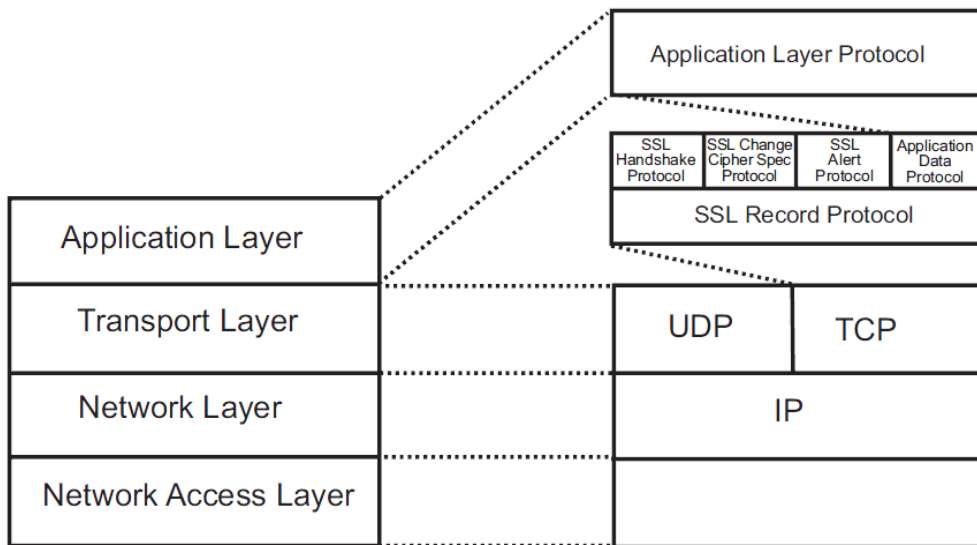 Application Layer Protocol
SSL
Handshake
Protocol
SSL Change
Cipher Spec
Protocol
SSL
Alert
Protocol
Application
Data
Protocol
SSL Record Protocol
Application Layer
Transport Layer
UDP
TCP
Network Layer
IP
Network Access Layer